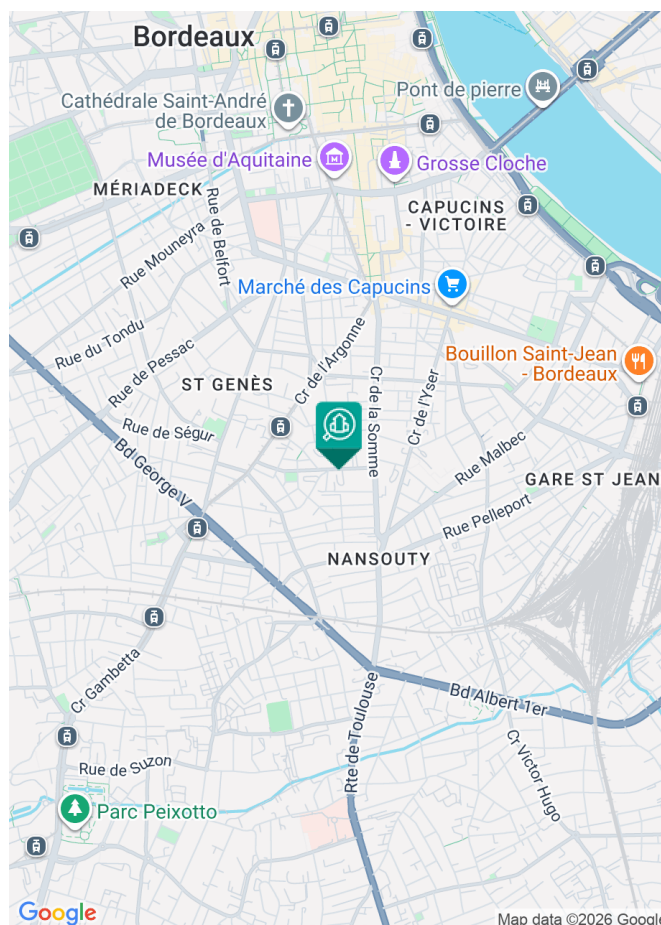 Bordeaux
Cathédrale Saint-André
de Bordeaux
Pont de pierre
Musée d'Aquitaine
Grosse Cloche
MÉRIADECK
CAPUCINS
- VICTOIRE
Rue de Belfort
Rue Mouneyra
Marché des Capucins
Rue du Tondu
Rue de Pessac
Cr de l'Argonne
Cr de la Somme
Cr de l'Yser
Bouillon Saint-Jean
- Bordeaux
ST GENÈS
Rue de Ségur
Bd George V
Rue Malbec
GARE ST JEAN
Rue Pelleport
NANSOUTY
Cr Gambetta
Rte de Toulouse
Bd Albert 1er
Cr Victor Hugo
Rue de Suzon
Parc Peixotto
Google
Map data ©2026 Google